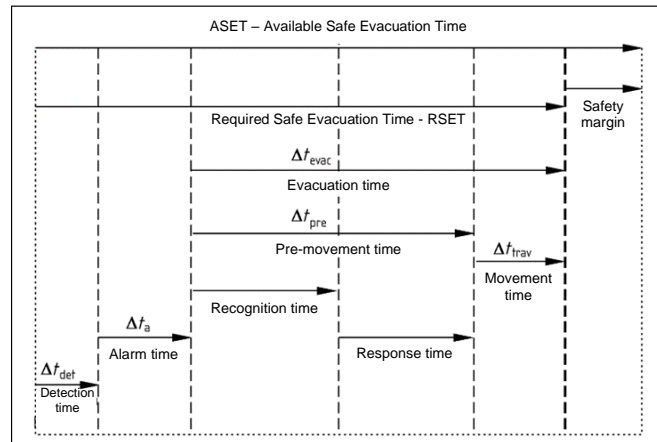 ASET – Available Safe Evacuation Time
Required Safe Evacuation Time - RSET
Safety
margin
Δt_evac
Evacuation time
Δt_pre
Pre-movement time
Δt_trav
Movement
time
Recognition time
Δt_a
Alarm time
Response time
Δt_det
Detection
time